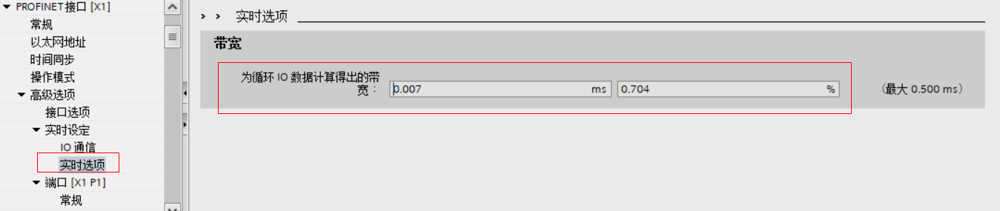 PROFINET接口 [X1]
常规
以太网地址
时间同步
操作模式
高级选项
接口选项
实时设定
IO 通信
实时选项
端口 [X1 P1]
常规
> > 实时选项
带宽
为循环 IO 数据计算得出的带
宽：
0.007 ms
0.704 %
（最大 0.500 ms）